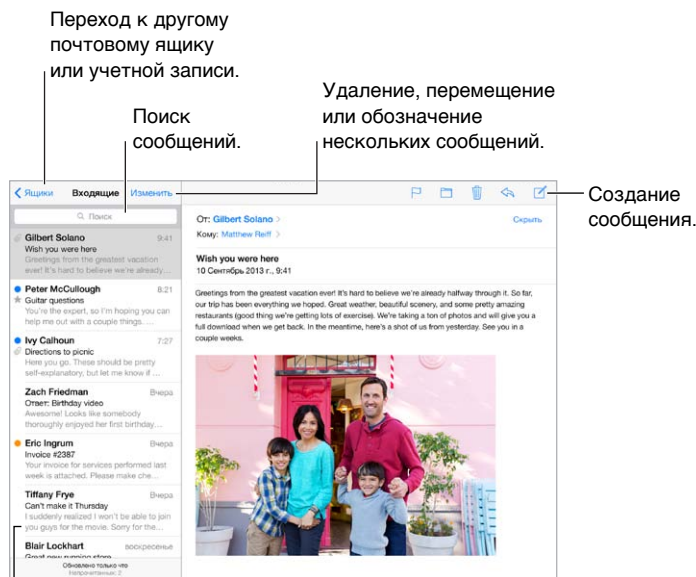 Переход к другому
почтовому ящику
или учетной записи.
Удаление, перемещение
или обозначение
нескольких сообщений.
Поиск
сообщений.
Создание
сообщения.
Ящики Входящие Изменить
Поиск
Gilbert Solano 9:41
Wish you were here
Greetings from the greatest vacation
ever! It's hard to believe we're already...
Peter McCullough 8:21
Guitar questions
You're the expert, so I'm hoping you can
help me out with a couple things. ...
Ivy Calhoun 7:27
Directions to picnic
Here you go. These should be pretty
self-explanatory, but let me know if ...
Zach Friedman Вчера
Ответ: Birthday video
Awesome! Looks like somebody
thoroughly enjoyed her first birthday...
Eric Ingrum Вчера
Invoice #2387
Your invoice for services performed last
week is attached. Please make che...
Tiffany Frye Вчера
Can't make it Thursday
I suddenly realized I won't be able to join
you guys for the movie. Sorry for the...
Blair Lockhart воскресенье
Great new running store
Обновлено только что
Непрочитанных: 2
От: Gilbert Solano Скрыть
Кому: Matthew Reiff
Wish you were here
10 Сентябрь 2013 г., 9:41
Greetings from the greatest vacation ever! It's hard to believe we're already halfway through it. So far,
our trip has been everything we hoped. Great weather, beautiful scenery, and some pretty amazing
restaurants (good thing we're getting lots of exercise). We're taking a ton of photos and will give you a
full download when we get back. In the meantime, here's a shot of us from yesterday. See you in a
couple weeks.